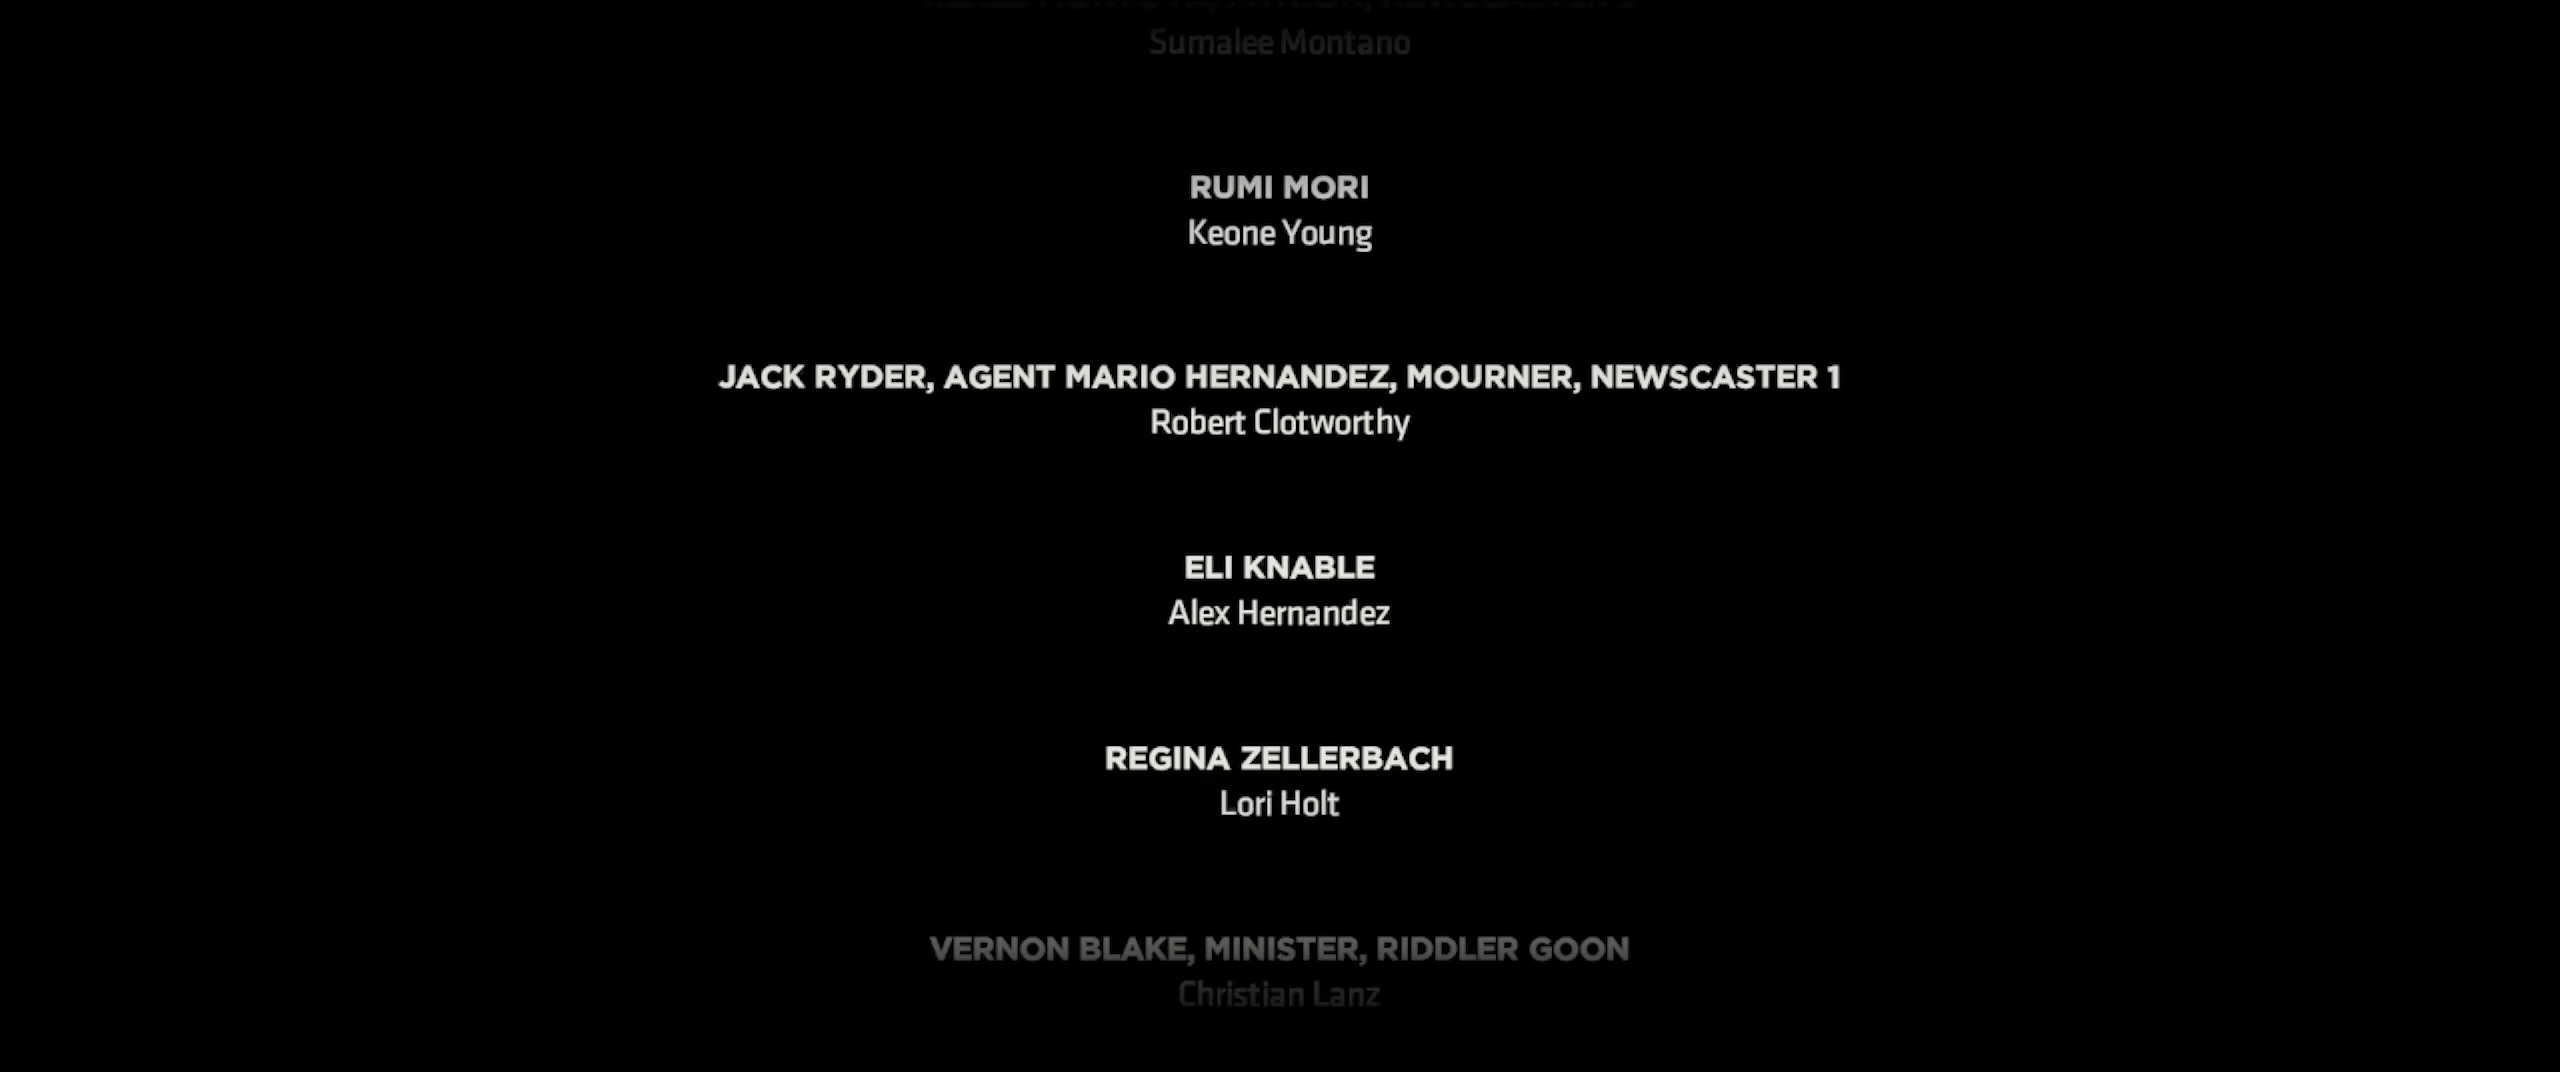 Sumalee Montano
RUMI MORI
Keone Young
JACK RYDER, AGENT MARIO HERNANDEZ, MOURNER, NEWSCASTER 1
Robert Clotworthy
ELI KNABLE
Alex Hernandez
REGINA ZELLERBACH
Lori Holt
VERNON BLAKE, MINISTER, RIDDLER GOON
Christian Lanz